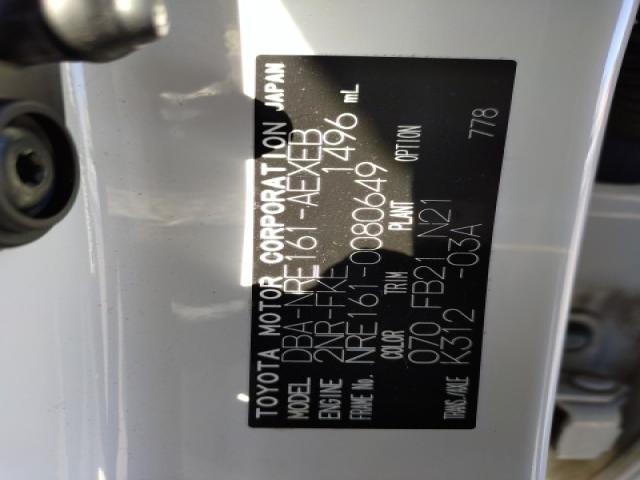 TOYOTA MOTOR CORPORATION JAPAN
MODEL DBA-NRE161-AEXEB
ENGINE 2NR-FKE 1496 mL
FRAME No. NRE161-0080649
COLOR TRIM PLANT OPTION
070 FB21 N21
TRANS./AXLE K312 -03A 778